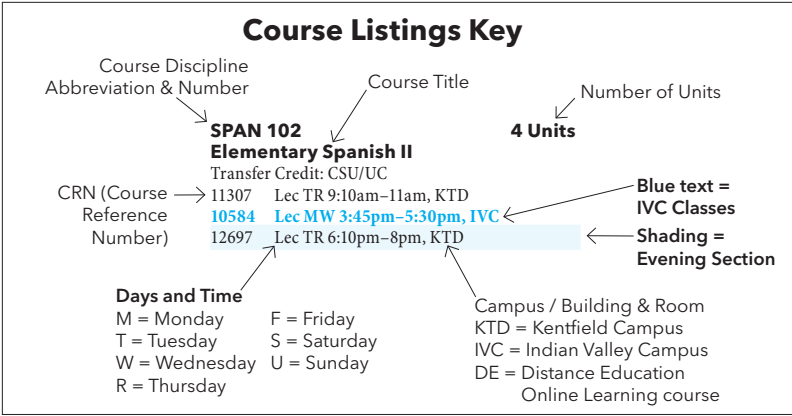 Course Listings Key
Course Discipline
Abbreviation & Number
Course Title
Number of Units
SPAN 102
4 Units
Elementary Spanish II
Transfer Credit: CSU/UC
CRN (Course
Reference
Number)
11307 Lec TR 9:10am–11am, KTD
10584 Lec MW 3:45pm–5:30pm, IVC
12697 Lec TR 6:10pm–8pm, KTD
Blue text =
IVC Classes
Shading =
Evening Section
Days and Time
M = Monday
T = Tuesday
W = Wednesday
R = Thursday
F = Friday
S = Saturday
U = Sunday
Campus / Building & Room
KTD = Kentfield Campus
IVC = Indian Valley Campus
DE = Distance Education
Online Learning course